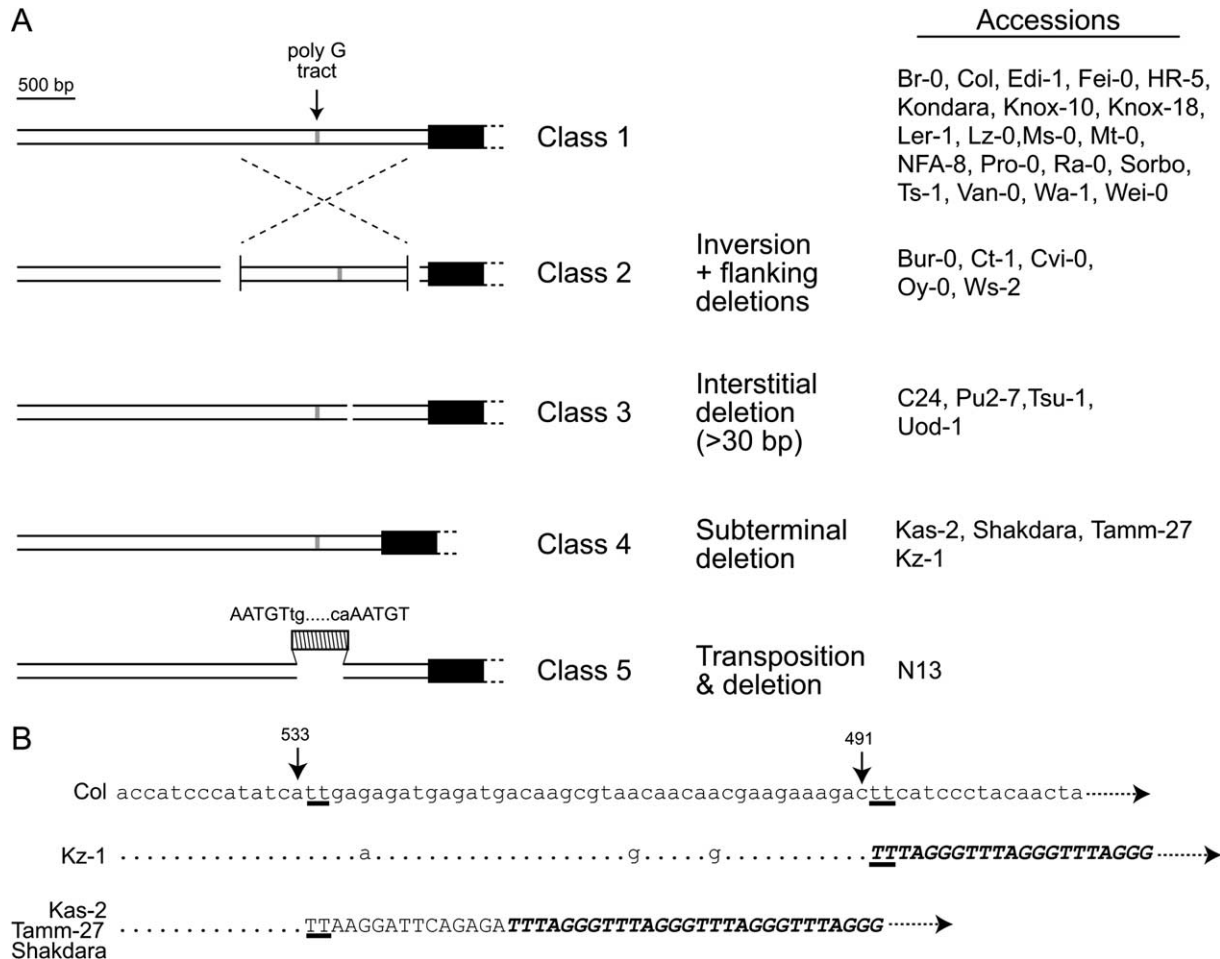 A
Accessions
poly G
tract
500 bp
Class 1
Br-0, Col, Edi-1, Fei-0, HR-5,
Kondara, Knox-10, Knox-18,
Ler-1, Lz-0,Ms-0, Mt-0,
NFA-8, Pro-0, Ra-0, Sorbo,
Ts-1, Van-0, Wa-1, Wei-0
Class 2
Inversion
+ flanking
deletions
Bur-0, Ct-1, Cvi-0,
Oy-0, Ws-2
Class 3
Interstitial
deletion
(>30 bp)
C24, Pu2-7,Tsu-1,
Uod-1
Class 4
Subterminal
deletion
Kas-2, Shakdara, Tamm-27
Kz-1
AATGTtg.....caAATGT
Class 5
Transposition
& deletion
N13
B
533
491
Col accatcccatatcattgagagatgagatgacaagcgtaacaacaacgaagaaagacttcatccctacaacta
Kz-1 ..................a...................g.....g...........TTTAGGGTTTAGGGTTTAGGG
Kas-2
Tamm-27 ..............TTAAGGATTCAGAGATTTAGGGTTTAGGGTTTAGGGTTTAGGG
Shakdara